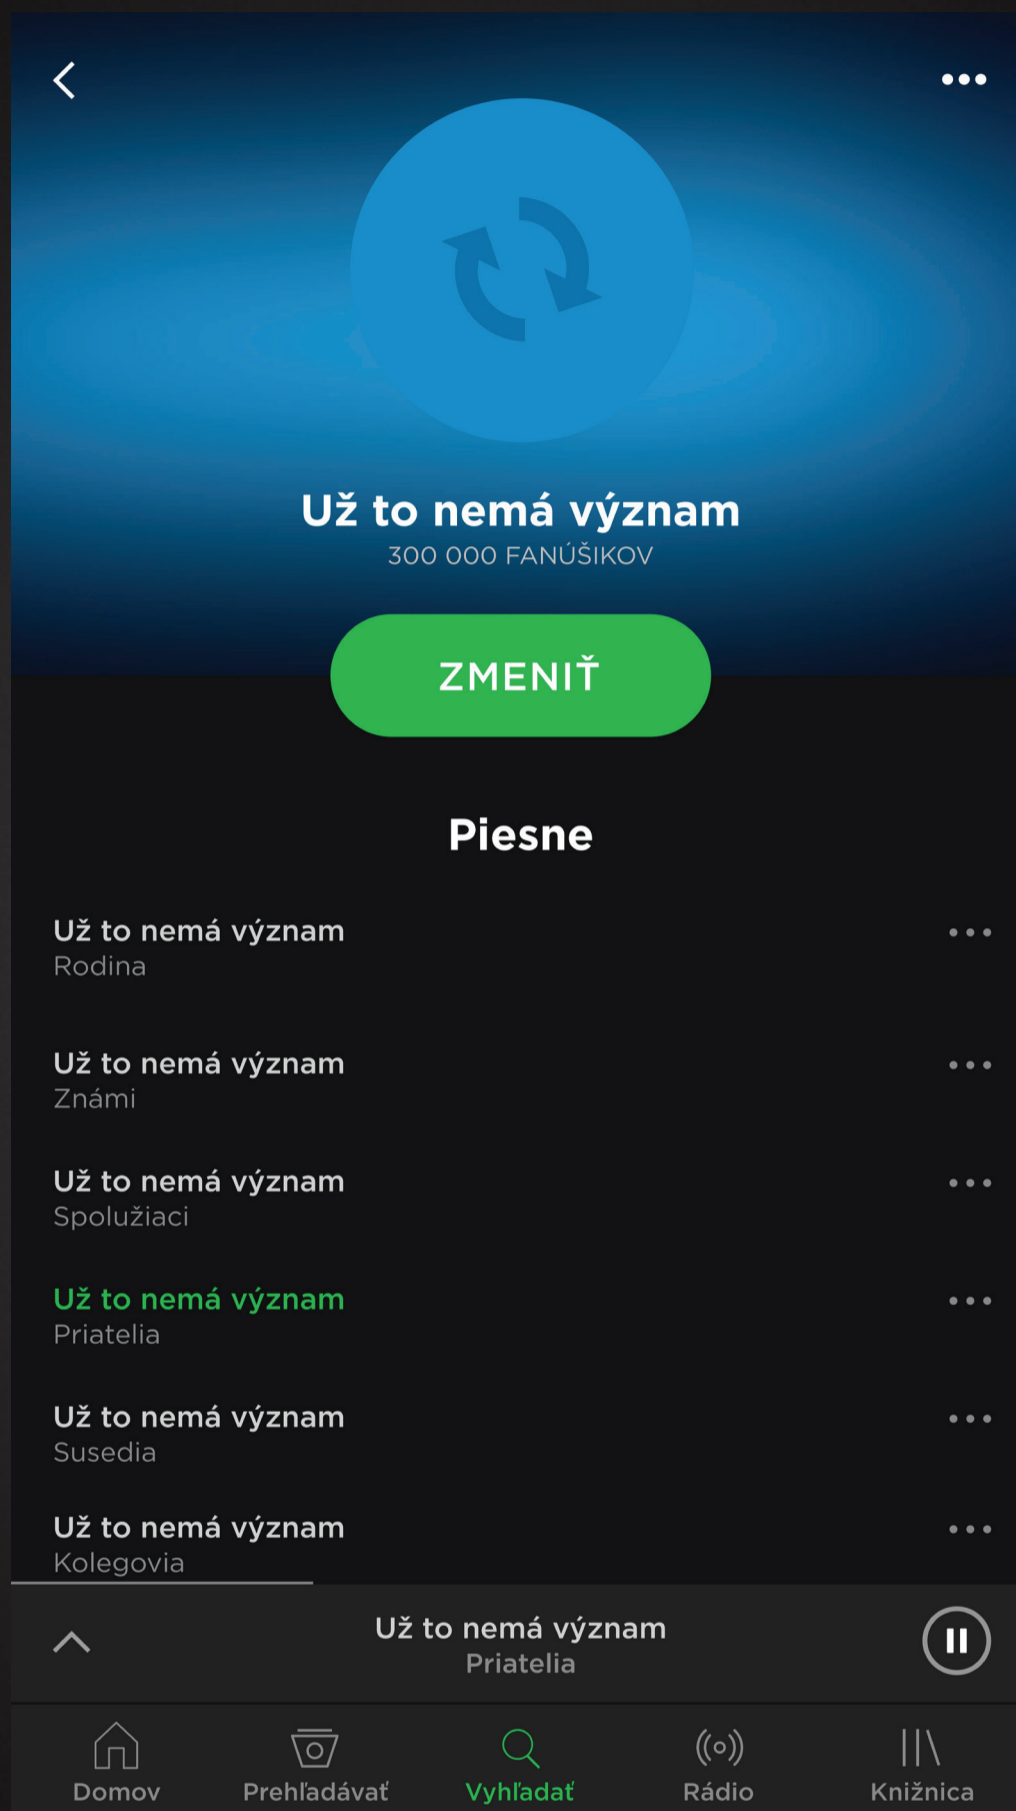 Už to nemá význam
300 000 FANÚŠIKOV
ZMENIŤ
Piesne
Už to nemá význam
Rodina
Už to nemá význam
Známi
Už to nemá význam
Spolužiaci
Už to nemá význam
Priatelia
Už to nemá význam
Susedia
Už to nemá význam
Kolegovia
Už to nemá význam
Priatelia
Domov Prehľadávať Vyhľadať Rádio Knižnica